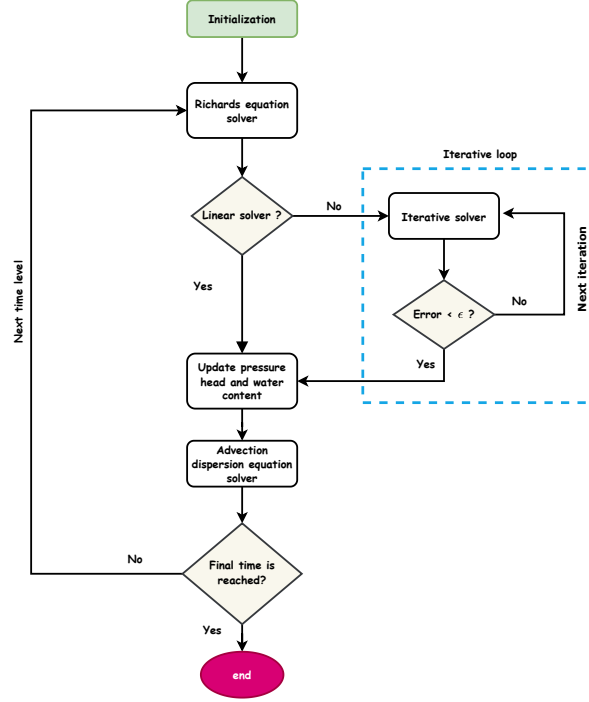 Initialization
Richards equation
solver
Iterative loop
Linear solver ?
No
Iterative solver
Next iteration
Yes
Error < ϵ ?
No
Next time level
Yes
Update pressure
head and water
content
Advection
dispersion equation
solver
No
Final time is
reached?
Yes
end